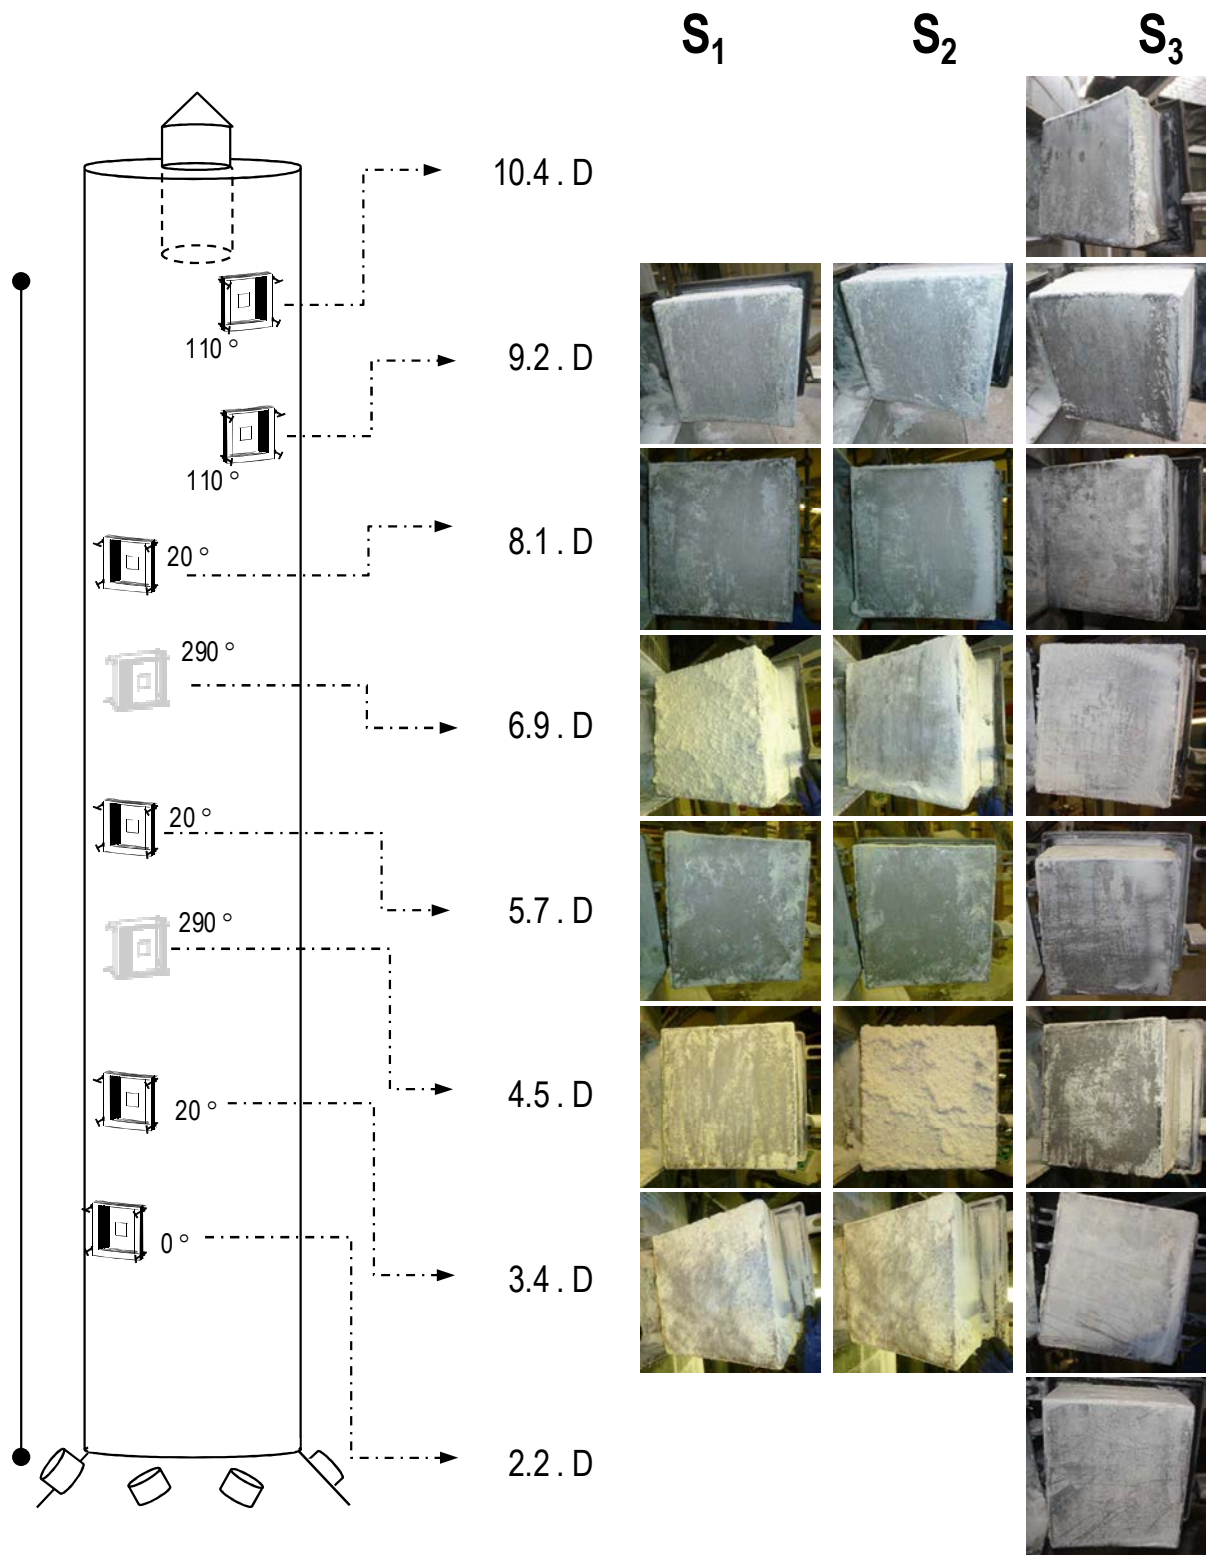 S₁ S₂ S₃
10.4 . D
110 °
9.2 . D
110 °
8.1 . D
20 °
290 °
6.9 . D
20 °
5.7 . D
290 °
4.5 . D
20 °
3.4 . D
0 °
2.2 . D